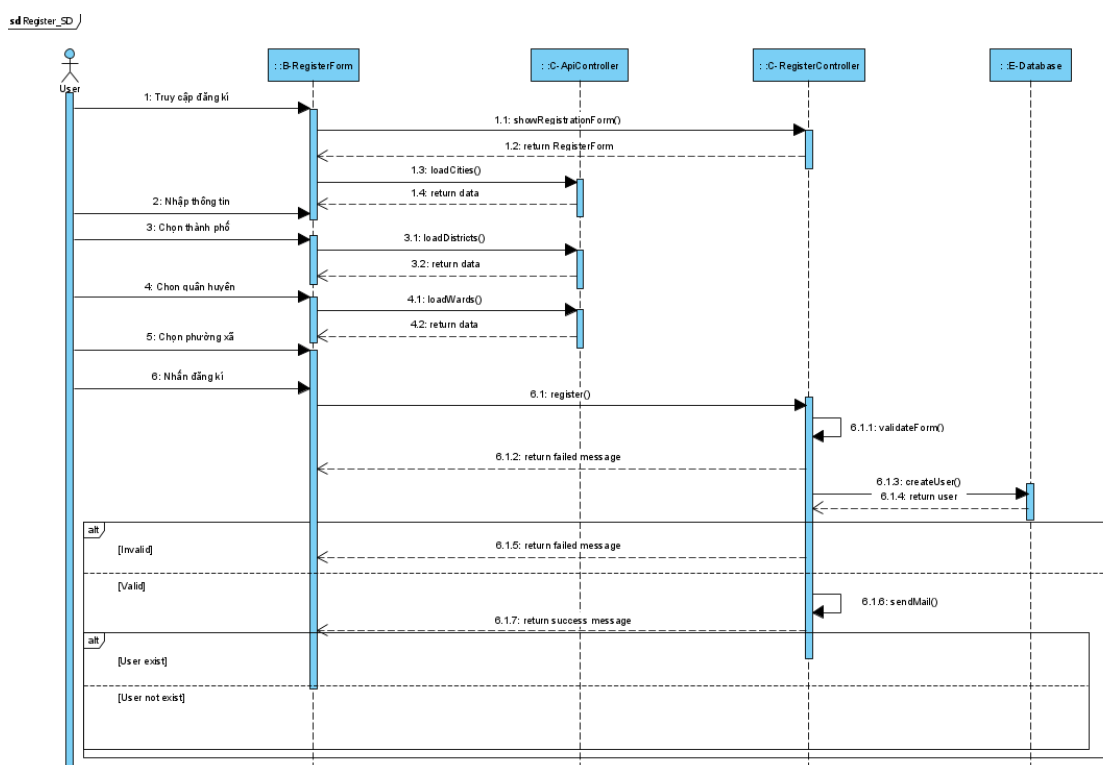 sd Register_SD
User
: :B-RegisterForm
: :C-ApiController
: :C-RegisterController
: :E-Database
1: Truy cập đăng kí
1.1: showRegistrationForm()
1.2: return RegisterForm
1.3: loadCities()
1.4: return data
2: Nhập thông tin
3: Chọn thành phố
3.1: loadDistricts()
3.2: return data
4: Chon quân huyên
4.1: loadWards()
4.2: return data
5: Chọn phường xã
6: Nhấn đăng kí
6.1: register()
6.1.1: validateForm()
6.1.2: return failed message
6.1.3: createUser()
6.1.4: return user
alt
[Invalid]
6.1.5: return failed message
[Valid]
6.1.6: sendMail()
6.1.7: return success message
alt
[User exist]
[User not exist]